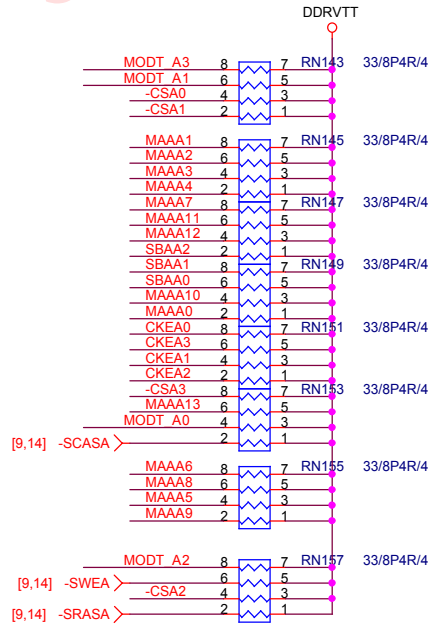 DDRVTT
MODT_A3 8 7 RN143 33/8P4R/4
MODT_A1 6 5
-CSA0 4 3
-CSA1 2 1
MAAA1 8 7 RN145 33/8P4R/4
MAAA2 6 5
MAAA3 4 3
MAAA4 2 1
MAAA7 8 7 RN147 33/8P4R/4
MAAA11 6 5
MAAA12 4 3
SBAA2 2 1
SBAA1 8 7 RN149 33/8P4R/4
SBAA0 6 5
MAAA10 4 3
MAAA0 2 1
CKEA0 8 7 RN151 33/8P4R/4
CKEA3 6 5
CKEA1 4 3
CKEA2 2 1
-CSA3 8 7 RN153 33/8P4R/4
MAAA13 6 5
MODT_A0 4 3
[9,14] -SCASA 2 1
MAAA6 8 7 RN155 33/8P4R/4
MAAA8 6 5
MAAA5 4 3
MAAA9 2 1
MODT_A2 8 7 RN157 33/8P4R/4
[9,14] -SWEA 6 5
-CSA2 4 3
[9,14] -SRASA 2 1